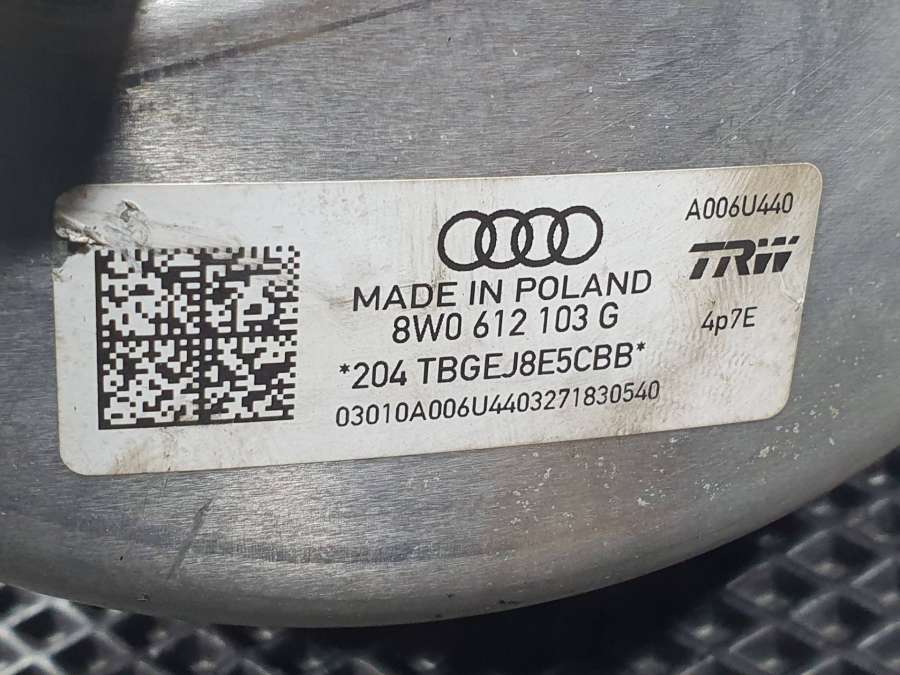 A006U440
TRW
MADE IN POLAND
8W0 612 103 G
4p7E
*204 TBGEJ8E5CBB*
03010A006U4403271830540